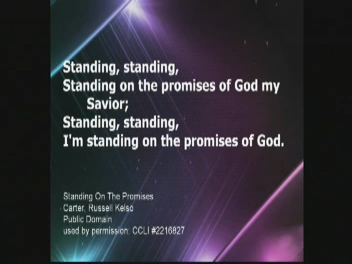 Standing, standing,
Standing on the promises of God my
Savior;
Standing, standing,
I'm standing on the promises of God.
Standing On The Promises
Carter, Russell Kelso
Public Domain
used by permission: CCLI #2216827